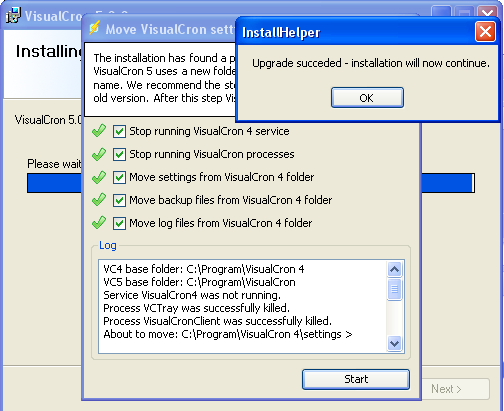 VisualCron 5.0.0
Installing
VisualCron 5.0
Please wait
Move VisualCron
The installation has found a p
VisualCron 5 uses a new folde
name. We recommend the ste
old version. After this step Vis
Stop running VisualCron 4 service
Stop running VisualCron processes
Move settings from VisualCron 4 folder
Move backup files from VisualCron 4 folder
Move log files from VisualCron 4 folder
Log
VC4 base folder: C:\Program\VisualCron 4
VC5 base folder: C:\Program\VisualCron
Service VisualCron4 was not running.
Process VCTray was successfully killed.
Process VisualCronClient was successfully killed.
About to move: C:\Program\VisualCron 4\settings >
Start
Next >
InstallHelper
Upgrade succeded - installation will now continue.
OK